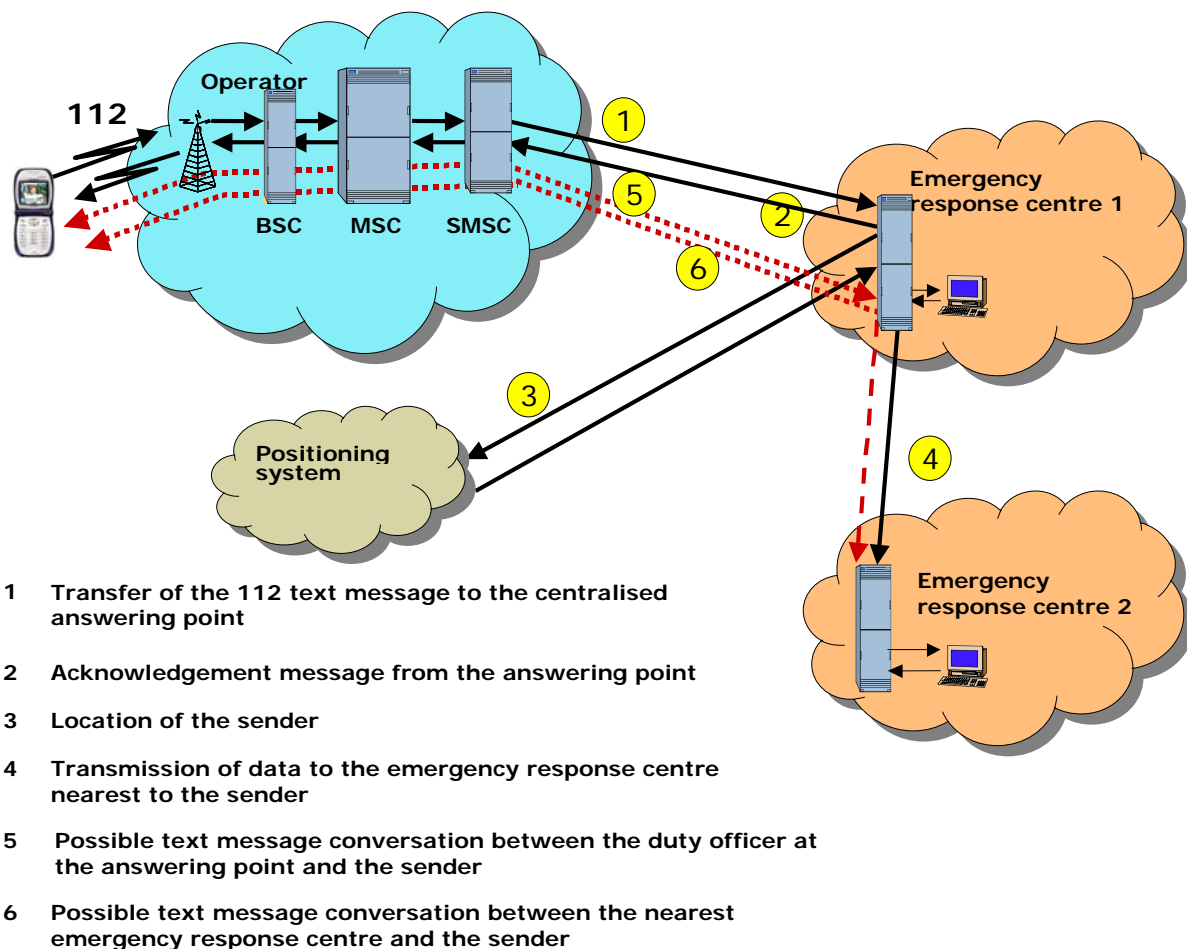 Operator
112
BSC
MSC
SMSC
1
5
2
6
3
4
Emergency
response centre 1
Positioning
system
Emergency
response centre 2
1 Transfer of the 112 text message to the centralised
answering point
2 Acknowledgement message from the answering point
3 Location of the sender
4 Transmission of data to the emergency response centre
nearest to the sender
5 Possible text message conversation between the duty officer at
the answering point and the sender
6 Possible text message conversation between the nearest
emergency response centre and the sender